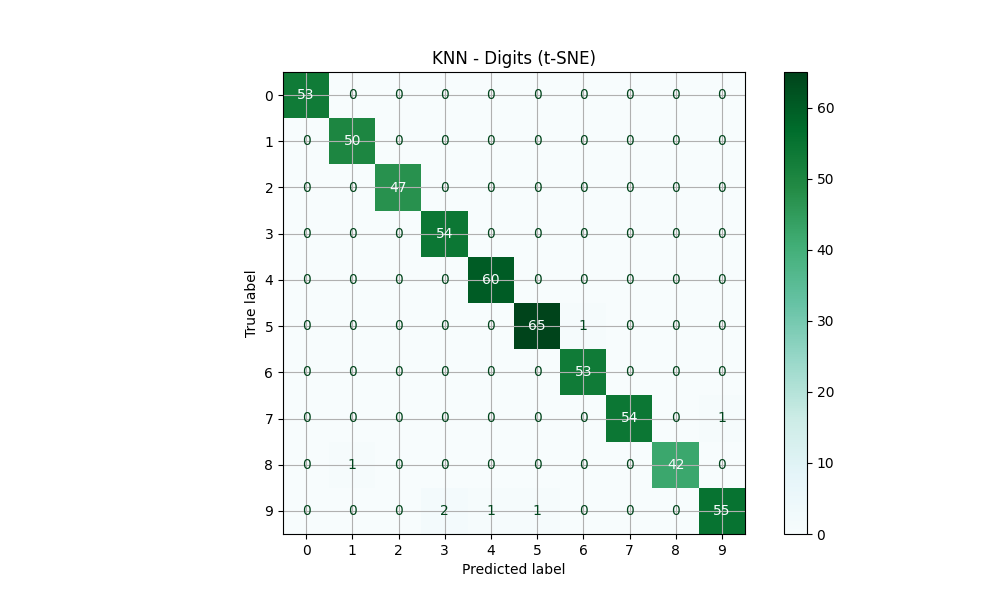 KNN - Digits (t-SNE)
True label
0 53 0 0 0 0 0 0 0 0 0
1 0 50 0 0 0 0 0 0 0 0
2 0 0 47 0 0 0 0 0 0 0
3 0 0 0 54 0 0 0 0 0 0
4 0 0 0 0 60 0 0 0 0 0
5 0 0 0 0 0 65 1 0 0 0
6 0 0 0 0 0 0 53 0 0 0
7 0 0 0 0 0 0 0 54 0 1
8 0 1 0 0 0 0 0 0 42 0
9 0 0 0 2 1 1 0 0 0 55
0 1 2 3 4 5 6 7 8 9
Predicted label
60
50
40
30
20
10
0